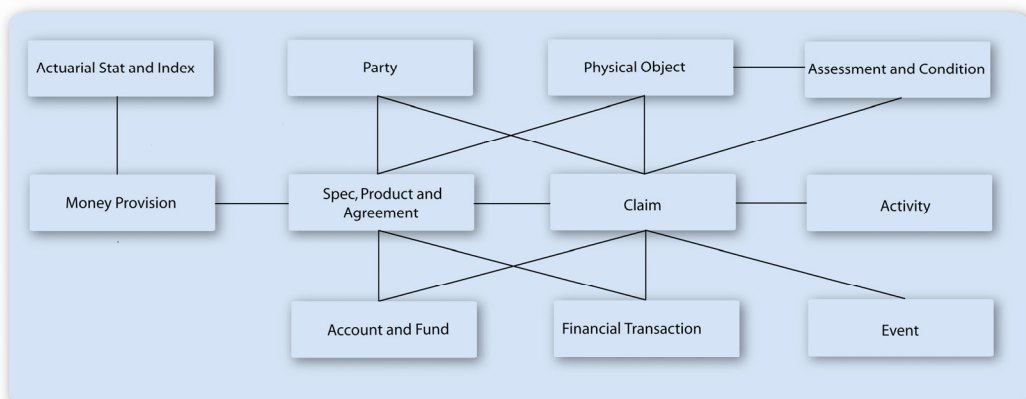 Actuarial Stat and Index
Party
Physical Object
Assessment and Condition
Money Provision
Spec, Product and
Agreement
Claim
Activity
Account and Fund
Financial Transaction
Event